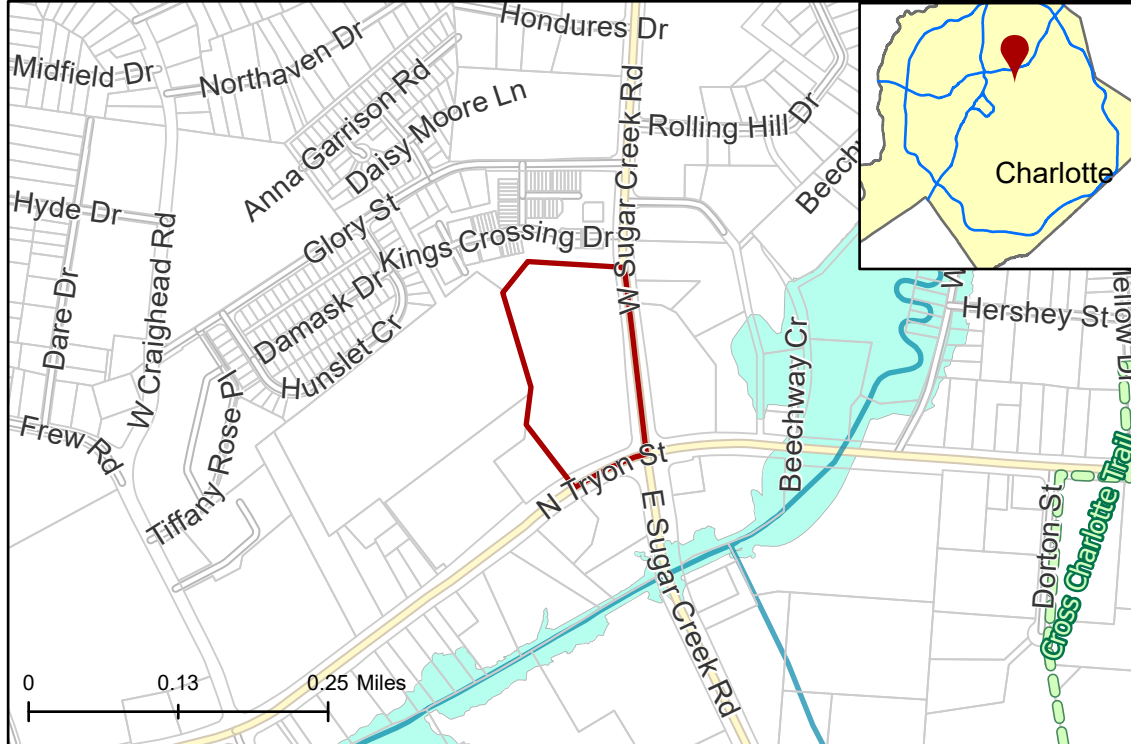 Hondures Dr
Midfield Dr
Northaven Dr
Anna Garrison Rd
Daisy Moore Ln
W Sugar Creek Rd
Rolling Hill Dr
Charlotte
Hyde Dr
W Craighead Rd
Glory St
Kings Crossing Dr
Dare Dr
Damask Dr
Hunslet Cr
Hershey St
Frew Rd
Tiffany Rose Pl
N Tryon St
Beechway Cr
E Sugar Creek Rd
Dorton St
Cross Charlotte Trail
0 0.13 0.25 Miles